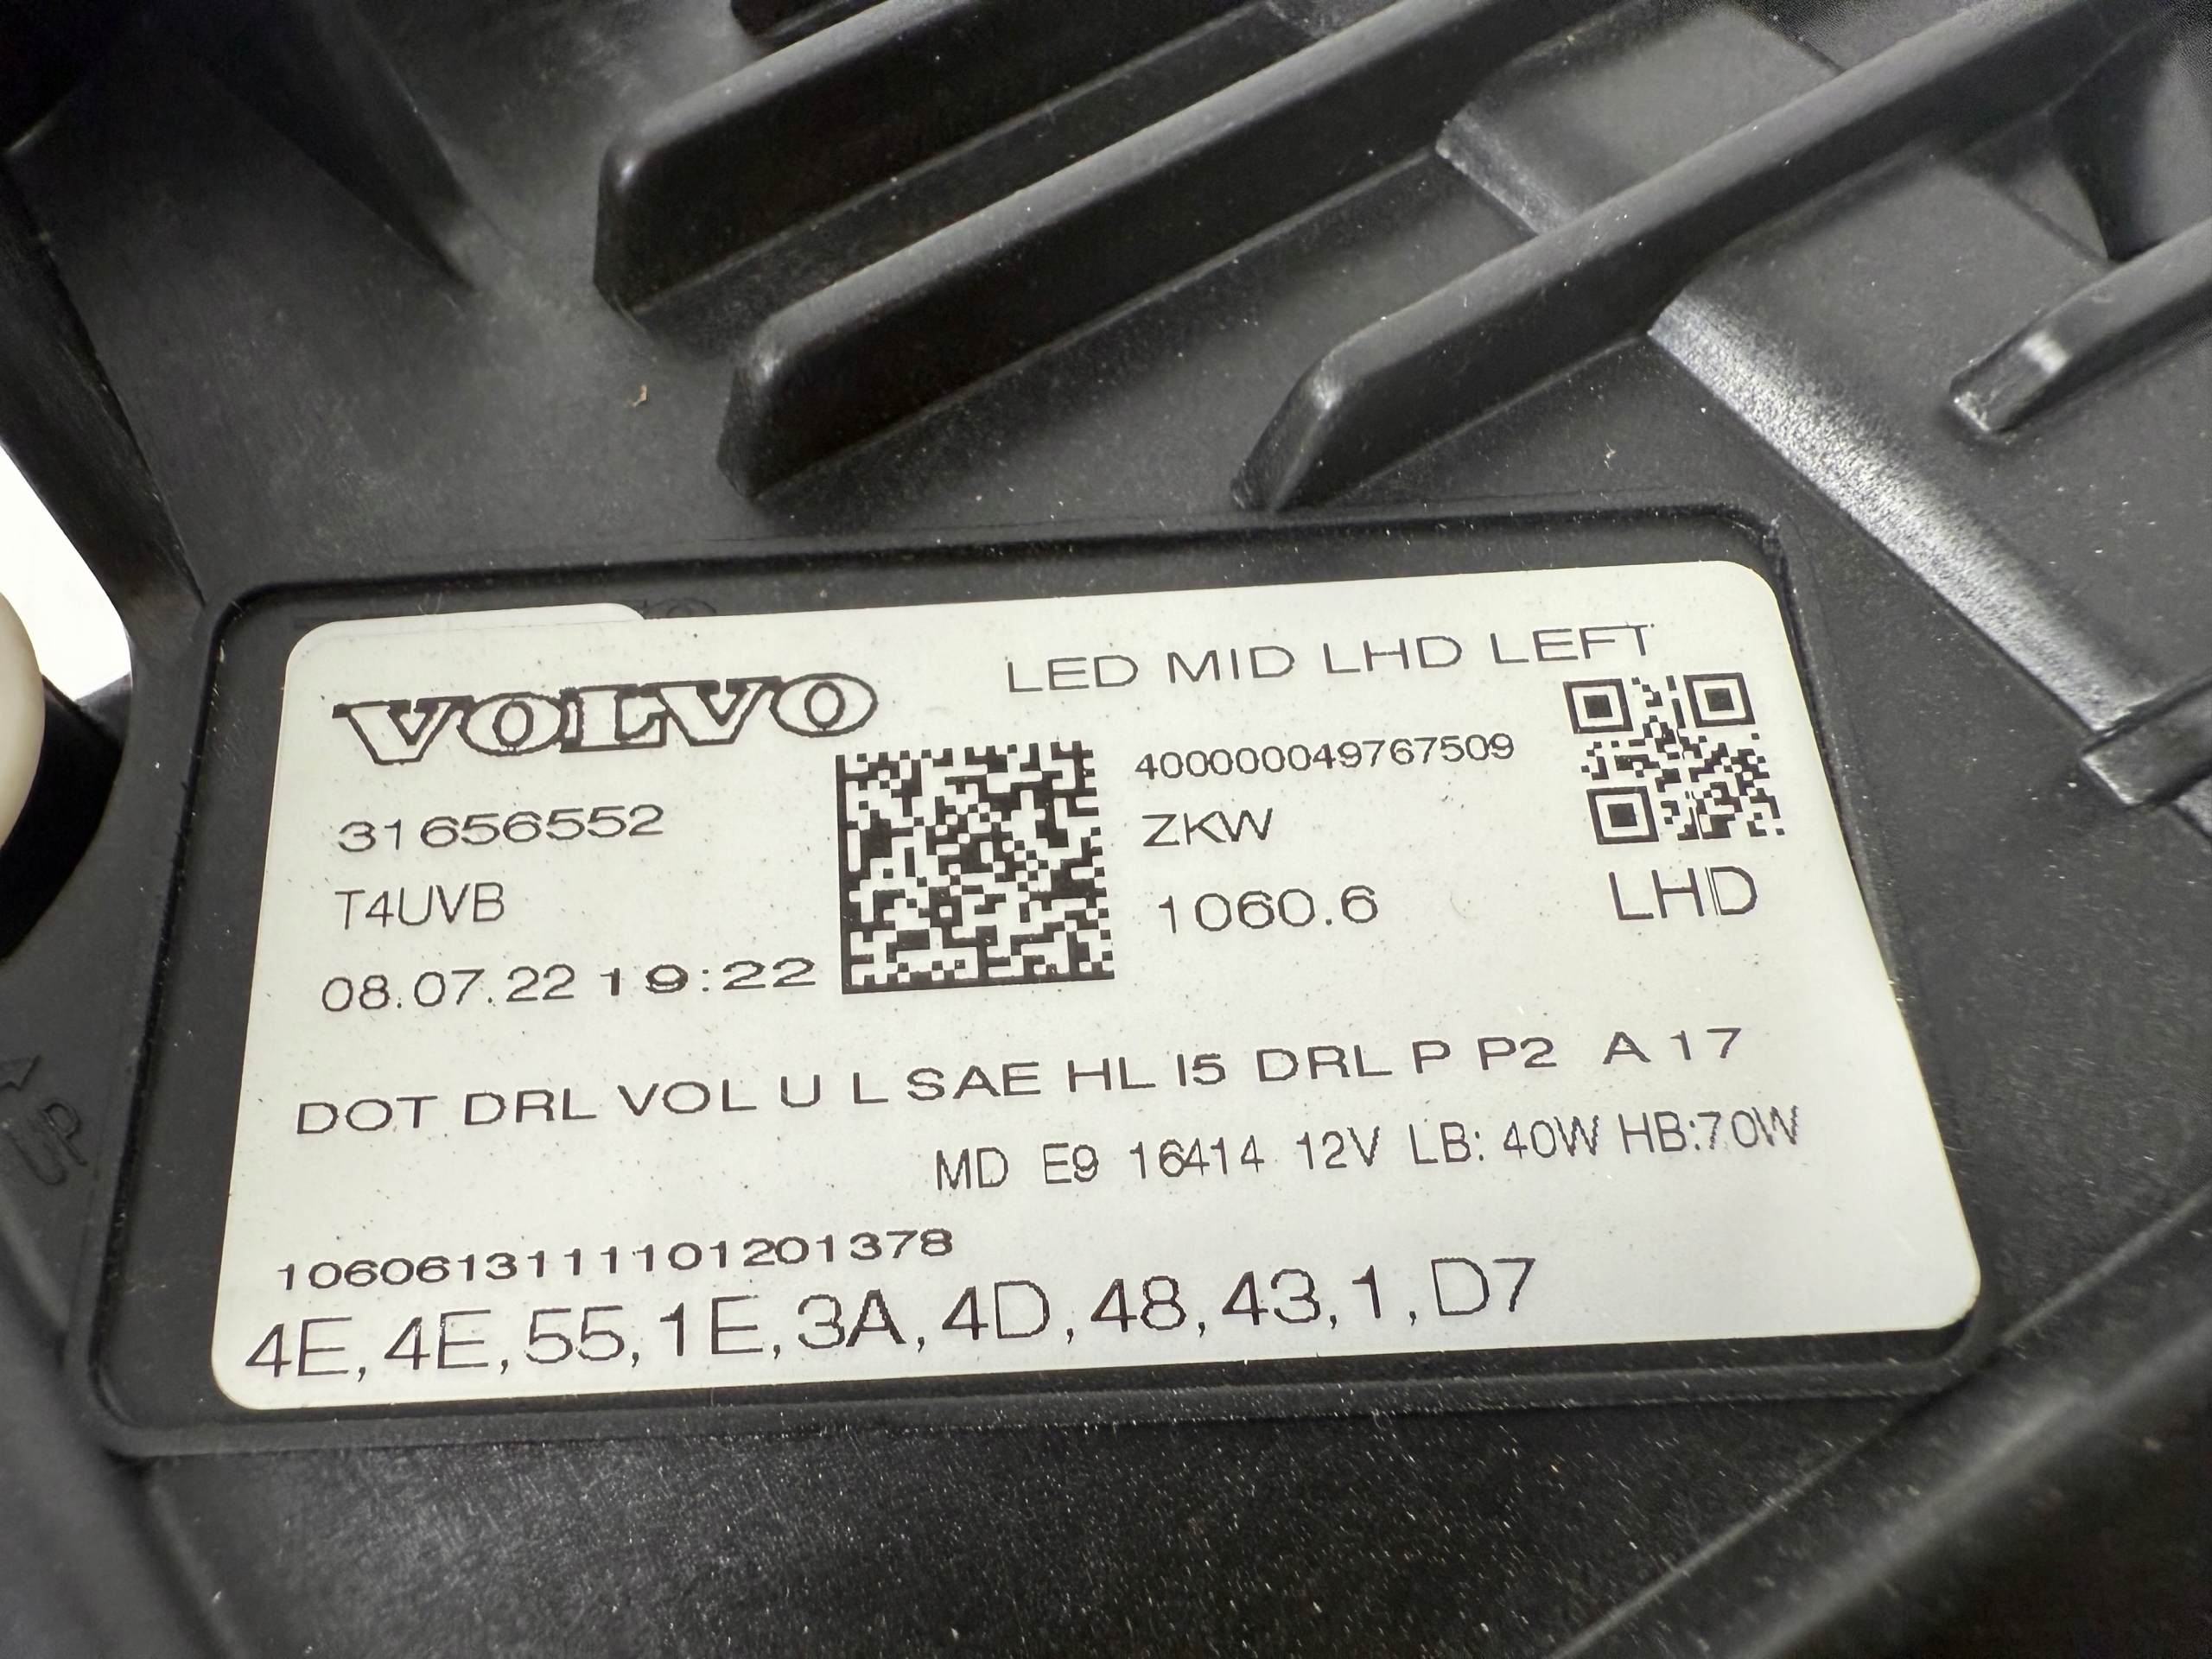 LED MID LHD LEFT
VOLVO
400000049767509
31656552
ZKW
T4UVB
1060.6
LHD
08.07.22 19:22
DOT DRL VOL U L SAE HL I5 DRL P P2 A 17
MD E9 16414 12V LB: 40W HB:70W
1060613111101201378
4E,4E,55,1E,3A,4D,48,43,1,D7
UP